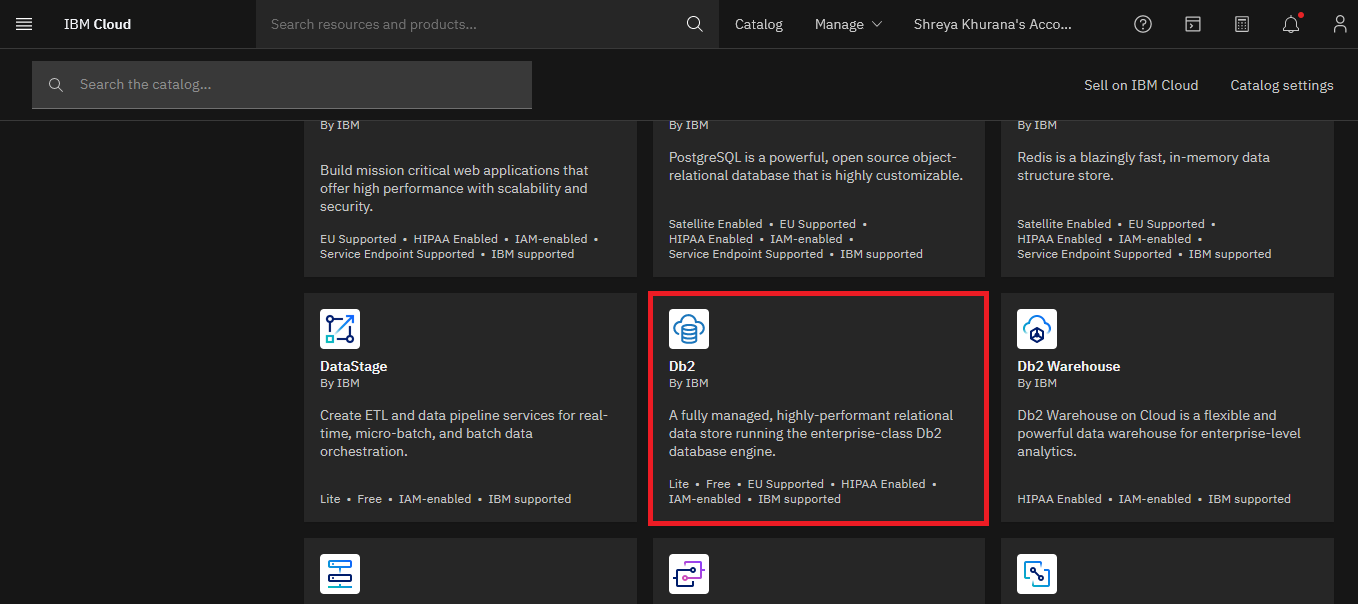 IBM Cloud
Search resources and products...
Catalog
Manage
Shreya Khurana's Acco...
Search the catalog...
Sell on IBM Cloud
Catalog settings
By IBM
Build mission critical web applications that
offer high performance with scalability and
security.
EU Supported • HIPAA Enabled • IAM-enabled •
Service Endpoint Supported • IBM supported
By IBM
PostgreSQL is a powerful, open source object-
relational database that is highly customizable.
Satellite Enabled • EU Supported •
HIPAA Enabled • IAM-enabled •
Service Endpoint Supported • IBM supported
By IBM
Redis is a blazingly fast, in-memory data
structure store.
Satellite Enabled • EU Supported •
HIPAA Enabled • IAM-enabled •
Service Endpoint Supported • IBM supported
DataStage
By IBM
Create ETL and data pipeline services for real-
time, micro-batch, and batch data
orchestration.
Lite • Free • IAM-enabled • IBM supported
Db2
By IBM
A fully managed, highly-performant relational
data store running the enterprise-class Db2
database engine.
Lite • Free • EU Supported • HIPAA Enabled •
IAM-enabled • IBM supported
Db2 Warehouse
By IBM
Db2 Warehouse on Cloud is a flexible and
powerful data warehouse for enterprise-level
analytics.
HIPAA Enabled • IAM-enabled • IBM supported